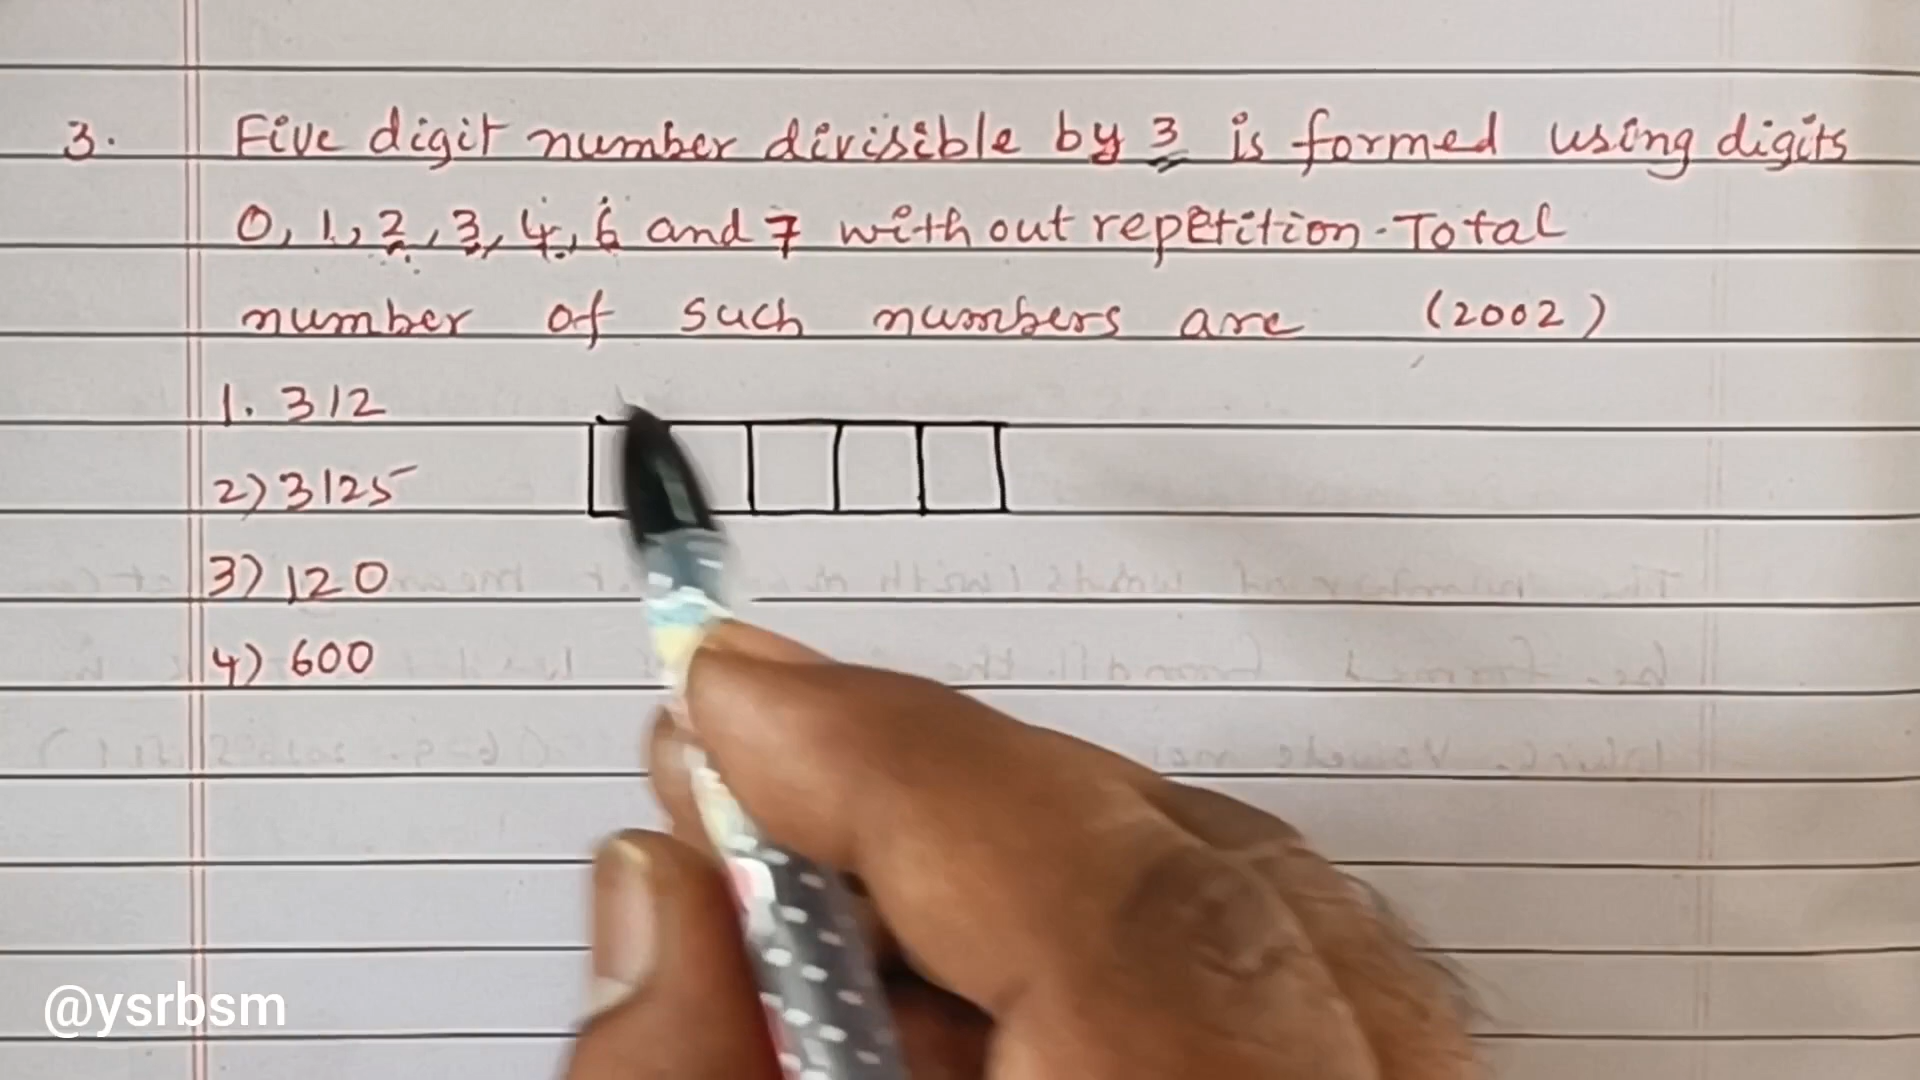 3. Five digit number divisible by 3 is formed using digits
0, 1, 2, 3, 4, 6 and 7 without repetition. Total
number of such numbers are (2002)
1. 312
2) 3125
3) 120
4) 600
@ysrbsm